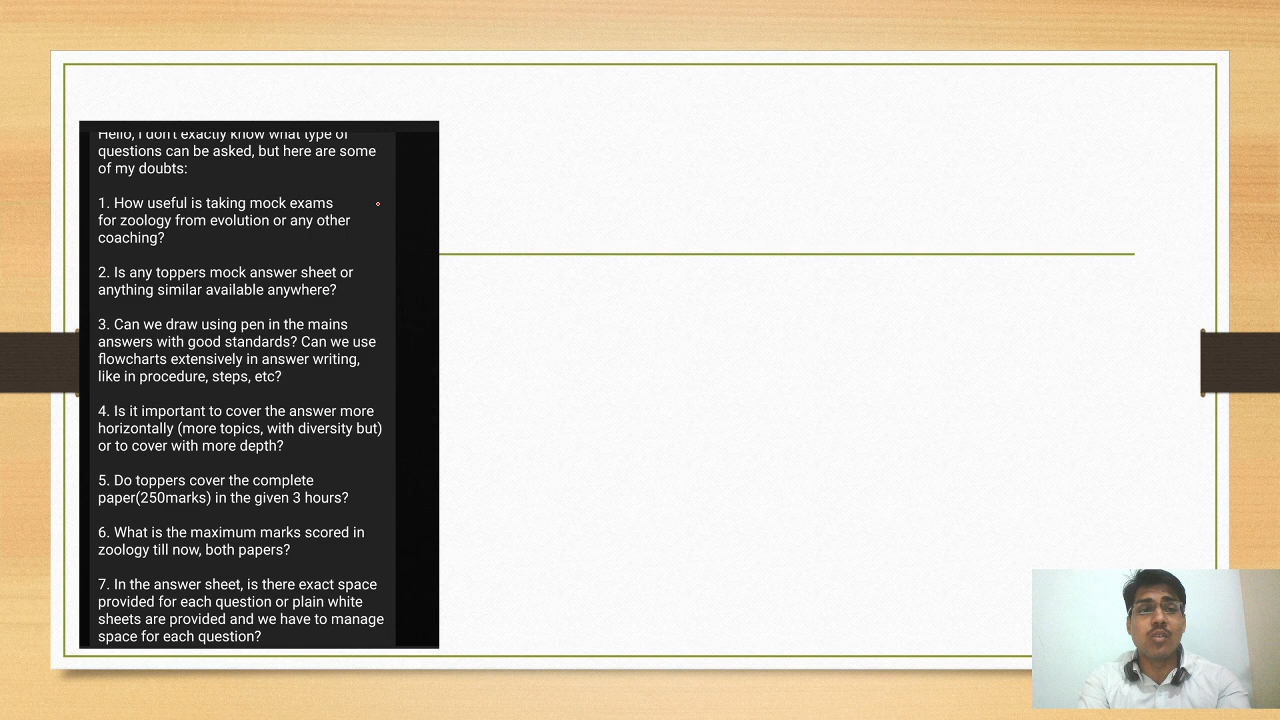 Hello, I don't exactly know what type of
questions can be asked, but here are some
of my doubts:
1. How useful is taking mock exams
for zoology from evolution or any other
coaching?
2. Is any toppers mock answer sheet or
anything similar available anywhere?
3. Can we draw using pen in the mains
answers with good standards? Can we use
flowcharts extensively in answer writing,
like in procedure, steps, etc?
4. Is it important to cover the answer more
horizontally (more topics, with diversity but)
or to cover with more depth?
5. Do toppers cover the complete
paper(250marks) in the given 3 hours?
6. What is the maximum marks scored in
zoology till now, both papers?
7. In the answer sheet, is there exact space
provided for each question or plain white
sheets are provided and we have to manage
space for each question?